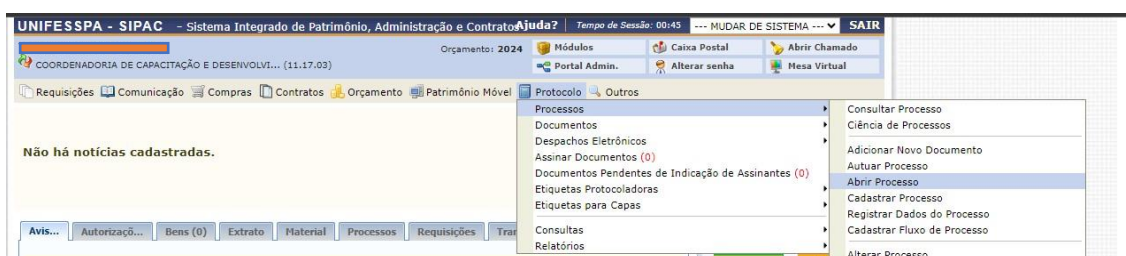 UNIFESSPA - SIPAC - Sistema Integrado de Patrimônio, Administração e Contratos Ajuda? Tempo de Sessão: 00:45 --- MUDAR DE SISTEMA --- SAIR
Orçamento: 2024 Módulos Caixa Postal Abrir Chamado
COORDENADORIA DE CAPACITAÇÃO E DESENVOLVI... (11.17.03) Portal Admin. Alterar senha Mesa Virtual
Requisições Comunicação Compras Contratos Orçamento Patrimônio Móvel Protocolo Outros
Processos
Documentos
Despachos Eletrônicos
Assinar Documentos (0)
Documentos Pendentes de Indicação de Assinantes (0)
Etiquetas Protocoladoras
Etiquetas para Capas
Consultas
Relatórios
Consultar Processo
Ciência de Processos
Adicionar Novo Documento
Autuar Processo
Abrir Processo
Cadastrar Processo
Registrar Dados do Processo
Cadastrar Fluxo de Processo
Alterar Processo
Não há notícias cadastradas.
Avis... Autorizaçõ... Bens (0) Extrato Material Processos Requisições Tran